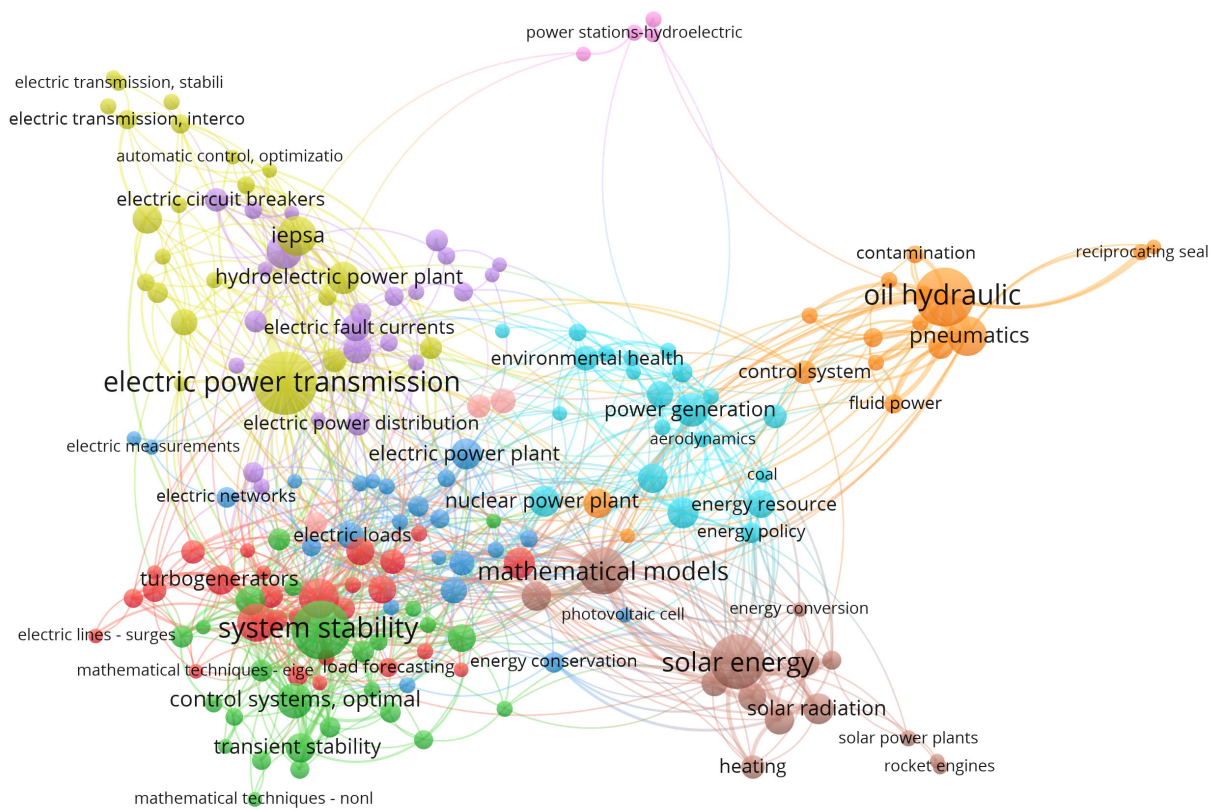 power stations-hydroelectric
electric transmission, stabili
electric transmission, interco
automatic control, optimizatio
electric circuit breakers
iepsa
contamination
reciprocating seal
hydroelectric power plant
oil hydraulic
electric fault currents
pneumatics
environmental health
control system
electric power transmission
fluid power
power generation
electric power distribution
aerodynamics
electric measurements
electric power plant
coal
electric networks
nuclear power plant
energy resource
energy policy
electric loads
mathematical models
turbogenerators
energy conversion
photovoltaic cell
system stability
electric lines - surges
energy conservation
solar energy
mathematical techniques - eige
load forecasting
control systems, optimal
solar radiation
solar power plants
transient stability
heating
rocket engines
mathematical techniques - nonl